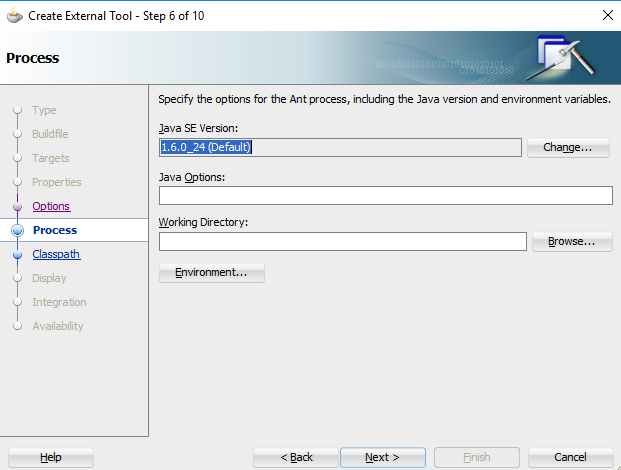 Create External Tool - Step 6 of 10
Process
010101010101010101010101
01010101010
Type
Buildfile
Targets
Properties
Options
Process
Classpath
Display
Integration
Availability
Specify the options for the Ant process, including the Java version and environment variables.
Java SE Version:
1.6.0_24 (Default)
Change...
Java Options:
Working Directory:
Browse...
Environment...
Help
< Back
Next >
Finish
Cancel